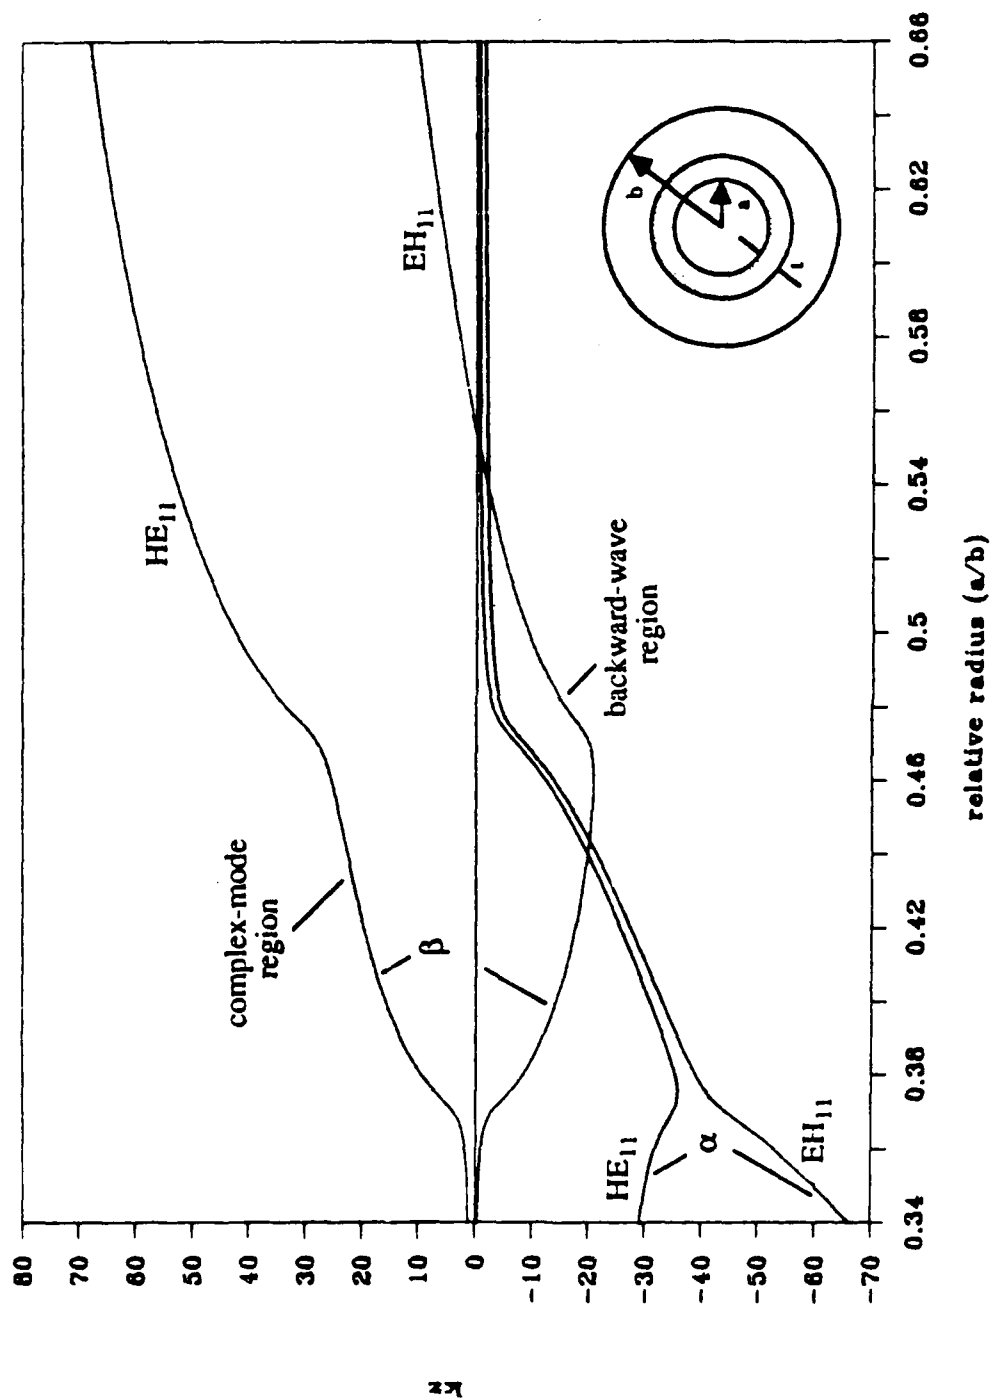 80
70
60
50
40
30
20
10
0
-10
-20
-30
-40
-50
-60
-70
kz
0.34
0.38
0.42
0.46
0.5
0.54
0.58
0.62
0.66
relative radius (a/b)
HE11
EH11
complex-mode
region
β
backward-wave
region
HE11
α
EH11
b
a
t